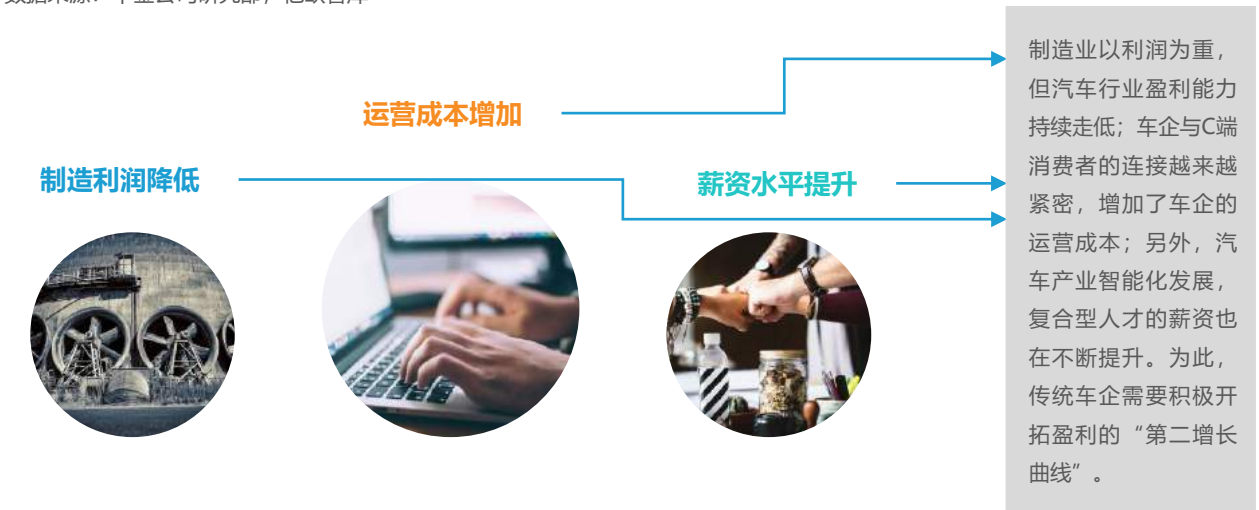 运营成本增加
制造利润降低
薪资水平提升
制造业以利润为重，
但汽车行业盈利能力
持续走低；车企与C端
消费者的连接越来越
紧密，增加了车企的
运营成本；另外，汽
车产业智能化发展，
复合型人才的薪资也
在不断提升。为此，
传统车企需要积极开
拓盈利的“第二增长
曲线”。